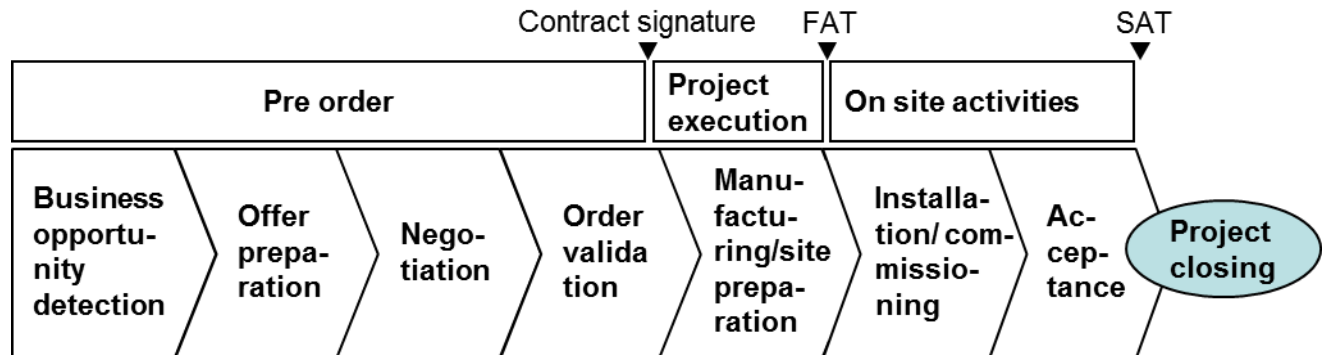 Contract signature
FAT
SAT
Pre order
Project
execution
On site activities
Business
opportu-
nity
detection
Offer
prepa-
ration
Nego-
tiation
Order
valida
tion
Manu-
factu-
ring/site
prepa-
ration
Installa-
tion/ com-
missio-
ning
Ac-
cep-
tance
Project
closing